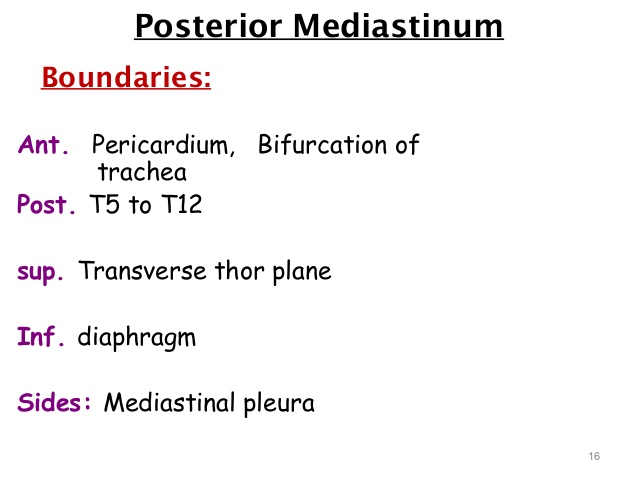 Posterior Mediastinum
Boundaries:
Ant. Pericardium, Bifurcation of
trachea
Post. T5 to T12
sup. Transverse thor plane
Inf. diaphragm
Sides: Mediastinal pleura
16